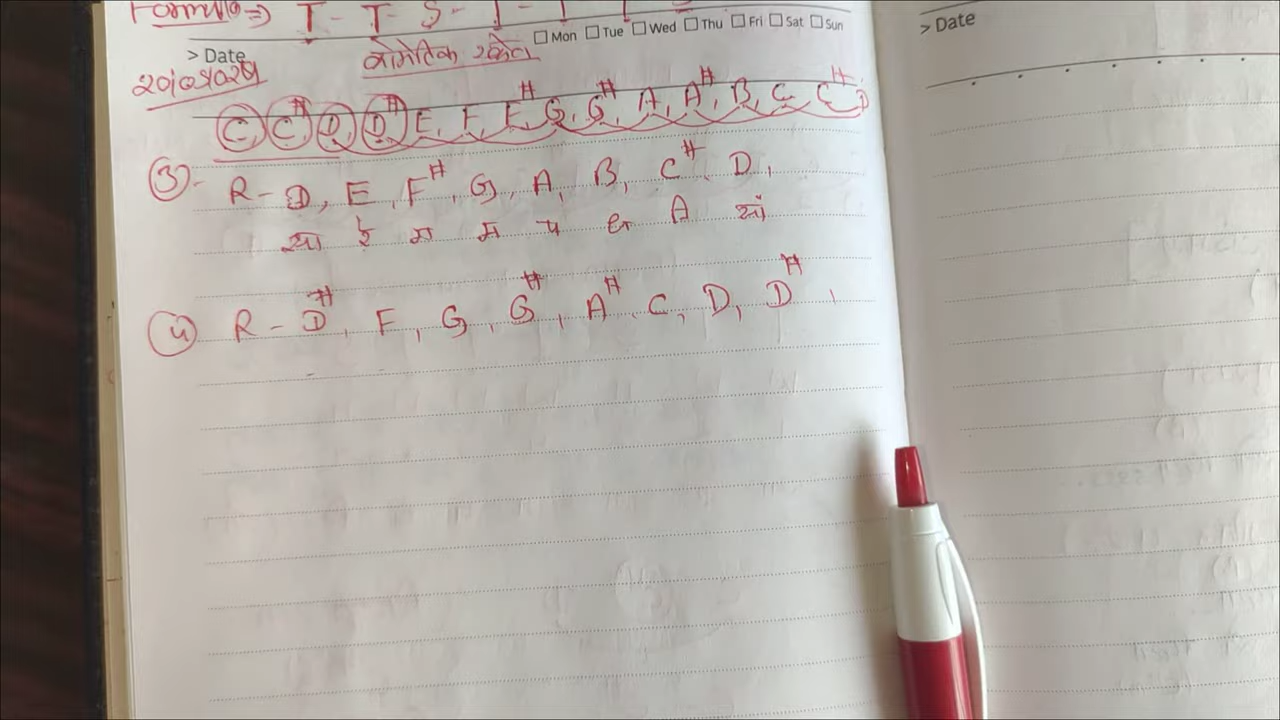 Formula ⇒ T - T - S - T - T - T - S
☐ Mon ☐ Tue ☐ Wed ☐ Thu ☐ Fri ☐ Sat ☐ Sun
> Date
> Date
C, C#, D, D#, E, F, F#, G, G#, A, A#, B, C, C#, D
③- R - D, E, F#, G, A, B, C#, D,
सा रे ग म प ध A सां
④ R - D#, F, G, G#, A#, C, D, D#,